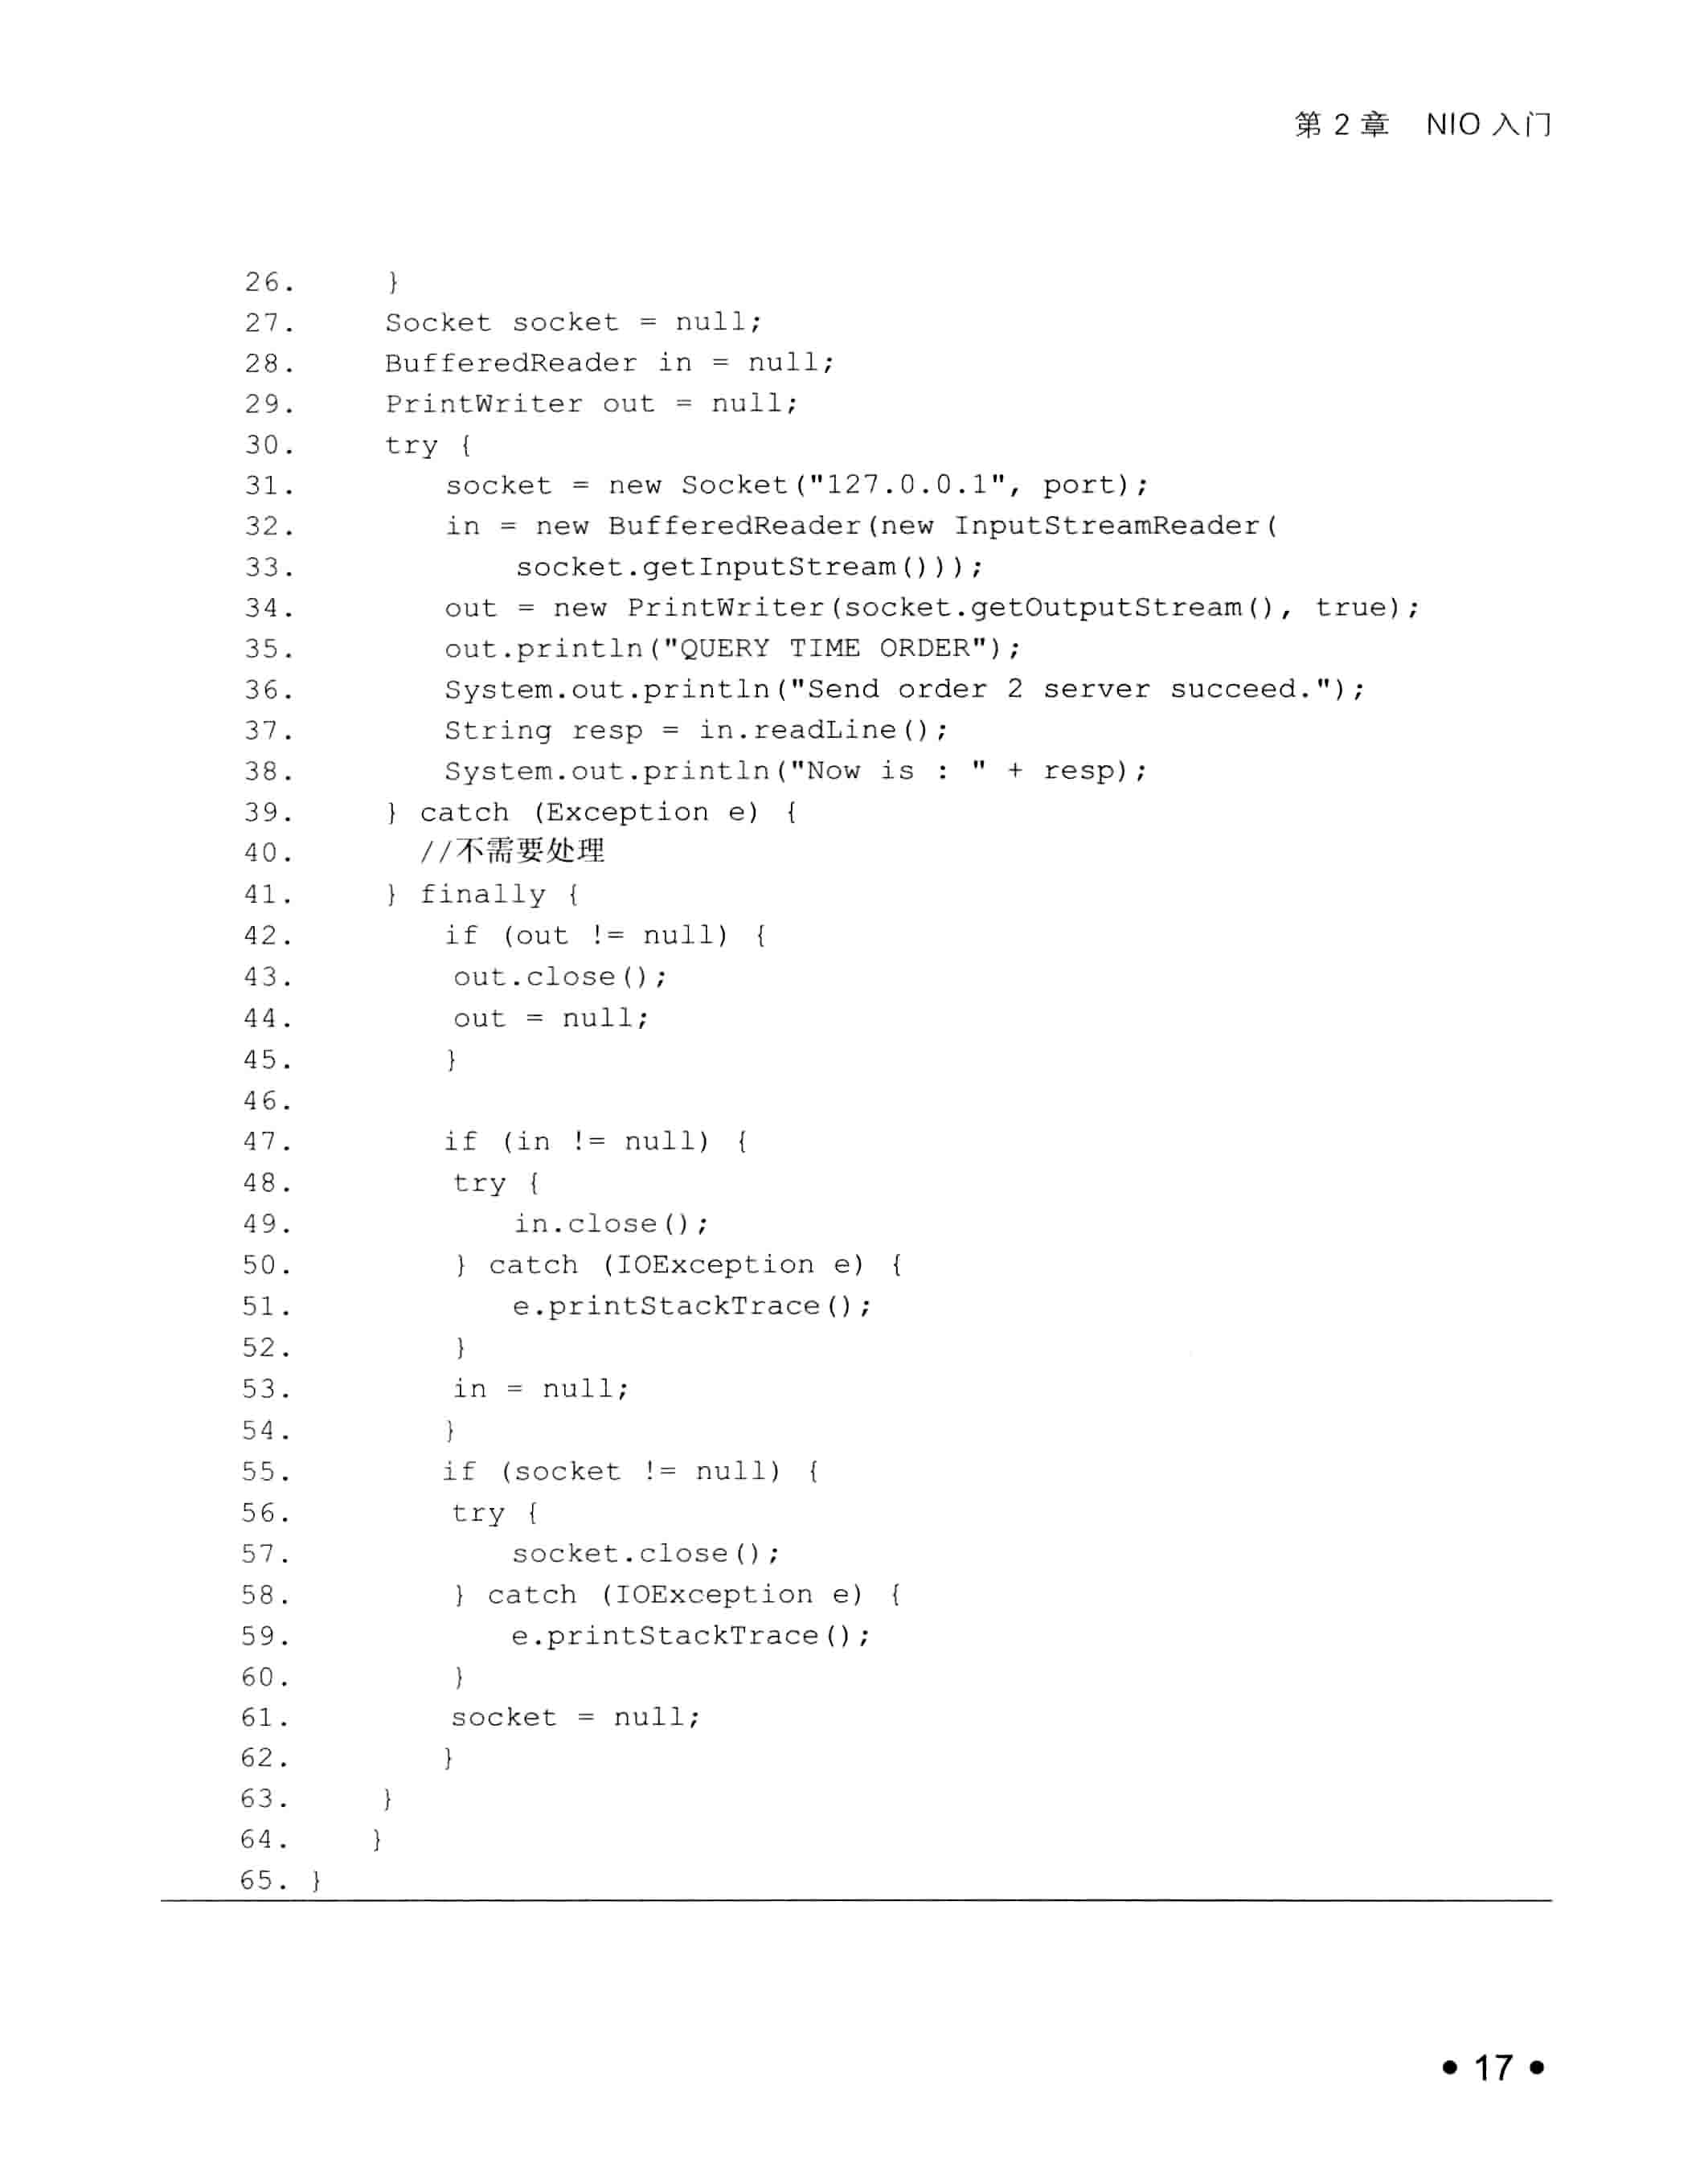 第 2 章 NIO 入门
26. }
27. Socket socket = null;
28. BufferedReader in = null;
29. PrintWriter out = null;
30. try {
31. socket = new Socket("127.0.0.1", port);
32. in = new BufferedReader(new InputStreamReader(
33. socket.getInputStream()));
34. out = new PrintWriter(socket.getOutputStream(), true);
35. out.println("QUERY TIME ORDER");
36. System.out.println("Send order 2 server succeed.");
37. String resp = in.readLine();
38. System.out.println("Now is : " + resp);
39. } catch (Exception e) {
40. //不需要处理
41. } finally {
42. if (out != null) {
43. out.close();
44. out = null;
45. }
46.
47. if (in != null) {
48. try {
49. in.close();
50. } catch (IOException e) {
51. e.printStackTrace();
52. }
53. in = null;
54. }
55. if (socket != null) {
56. try {
57. socket.close();
58. } catch (IOException e) {
59. e.printStackTrace();
60. }
61. socket = null;
62. }
63. }
64. }
65. }
• 17 •